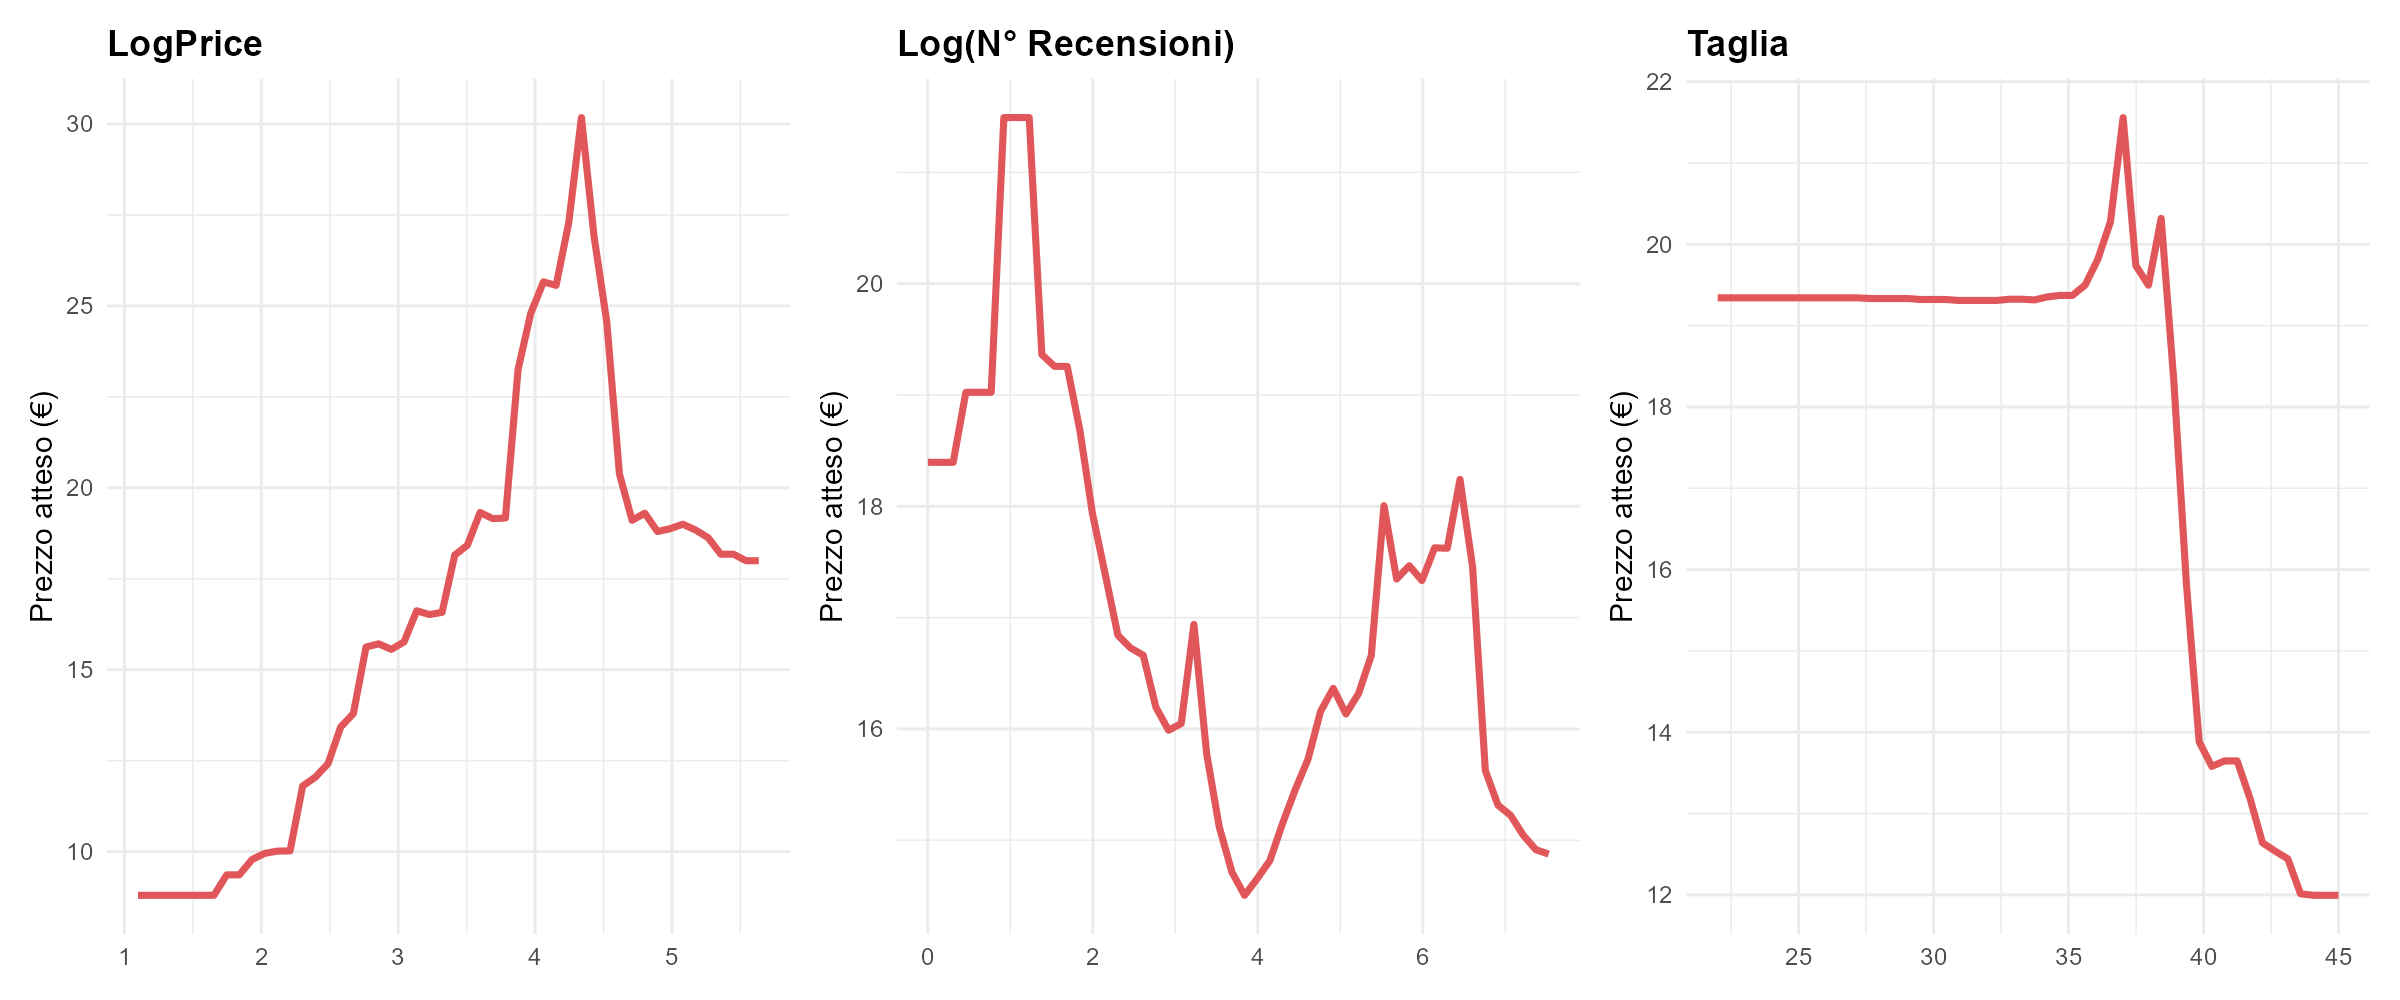 LogPrice
Prezzo atteso (€)
30
25
20
15
10
1 2 3 4 5
Log(N° Recensioni)
Prezzo atteso (€)
20
18
16
0 2 4 6
Taglia
Prezzo atteso (€)
22
20
18
16
14
12
25 30 35 40 45